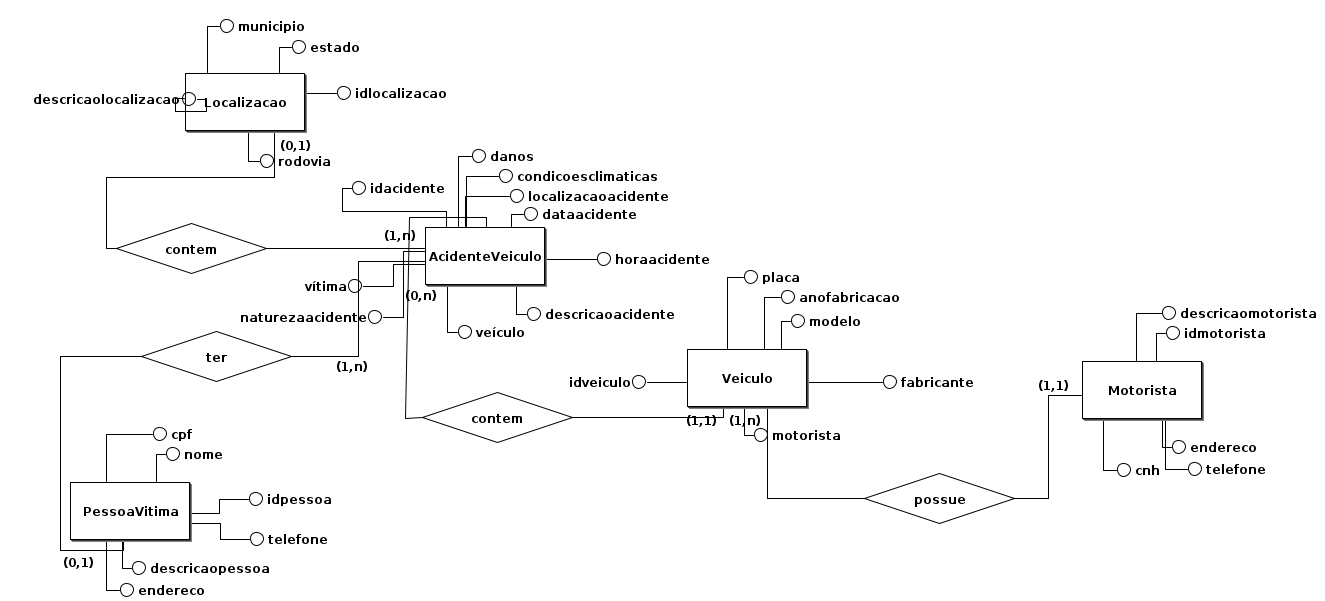 municipio
estado
descricaolocalizacao
Localizacao
idlocalizacao
(0,1)
rodovia
danos
condicoesclimaticas
idacidente
localizacaoacidente
dataacidente
(1,n)
contem
AcidenteVeiculo
horaacidente
vítima
(0,n)
naturezaacidente
descricaoacidente
veículo
placa
anofabricacao
modelo
descricaomotorista
idmotorista
ter
(1,n)
idveiculo
Veiculo
fabricante
(1,1)
Motorista
contem
(1,1)
(1,n)
motorista
cpf
nome
endereco
cnh
telefone
PessoaVitima
idpessoa
possue
telefone
(0,1)
descricaopessoa
endereco